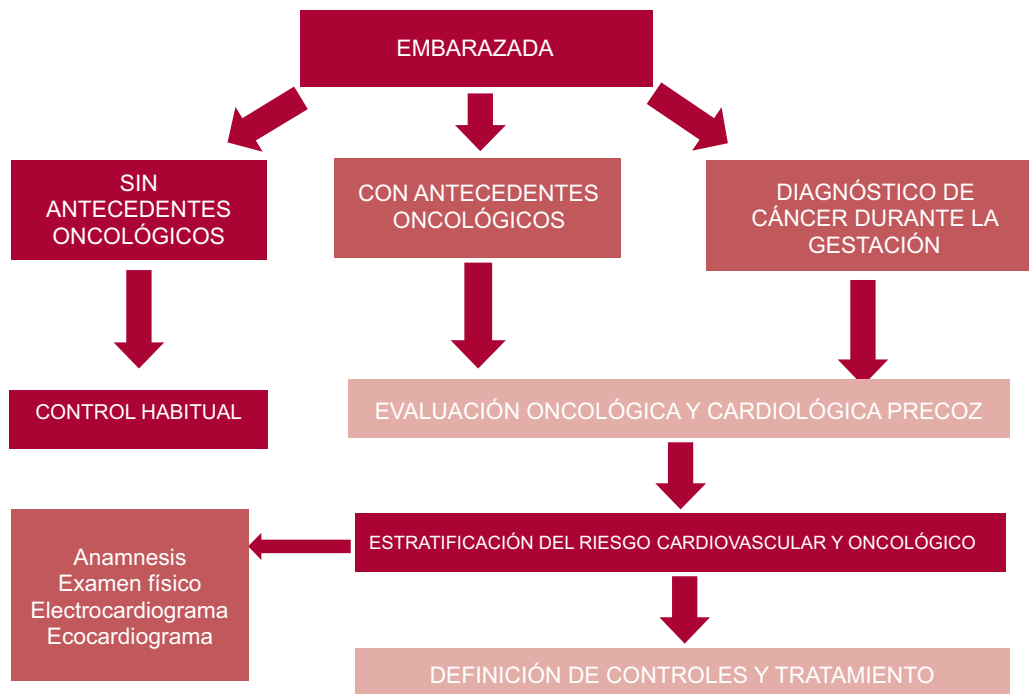 EMBARAZADA
SIN
ANTECEDENTES
ONCOLÓGICOS
CON ANTECEDENTES
ONCOLÓGICOS
DIAGNÓSTICO DE
CÁNCER DURANTE LA
GESTACIÓN
CONTROL HABITUAL
EVALUACIÓN ONCOLÓGICA Y CARDIOLÓGICA PRECOZ
ESTRATIFICACIÓN DEL RIESGO CARDIOVASCULAR Y ONCOLÓGICO
Anamnesis
Examen físico
Electrocardiograma
Ecocardiograma
DEFINICIÓN DE CONTROLES Y TRATAMIENTO